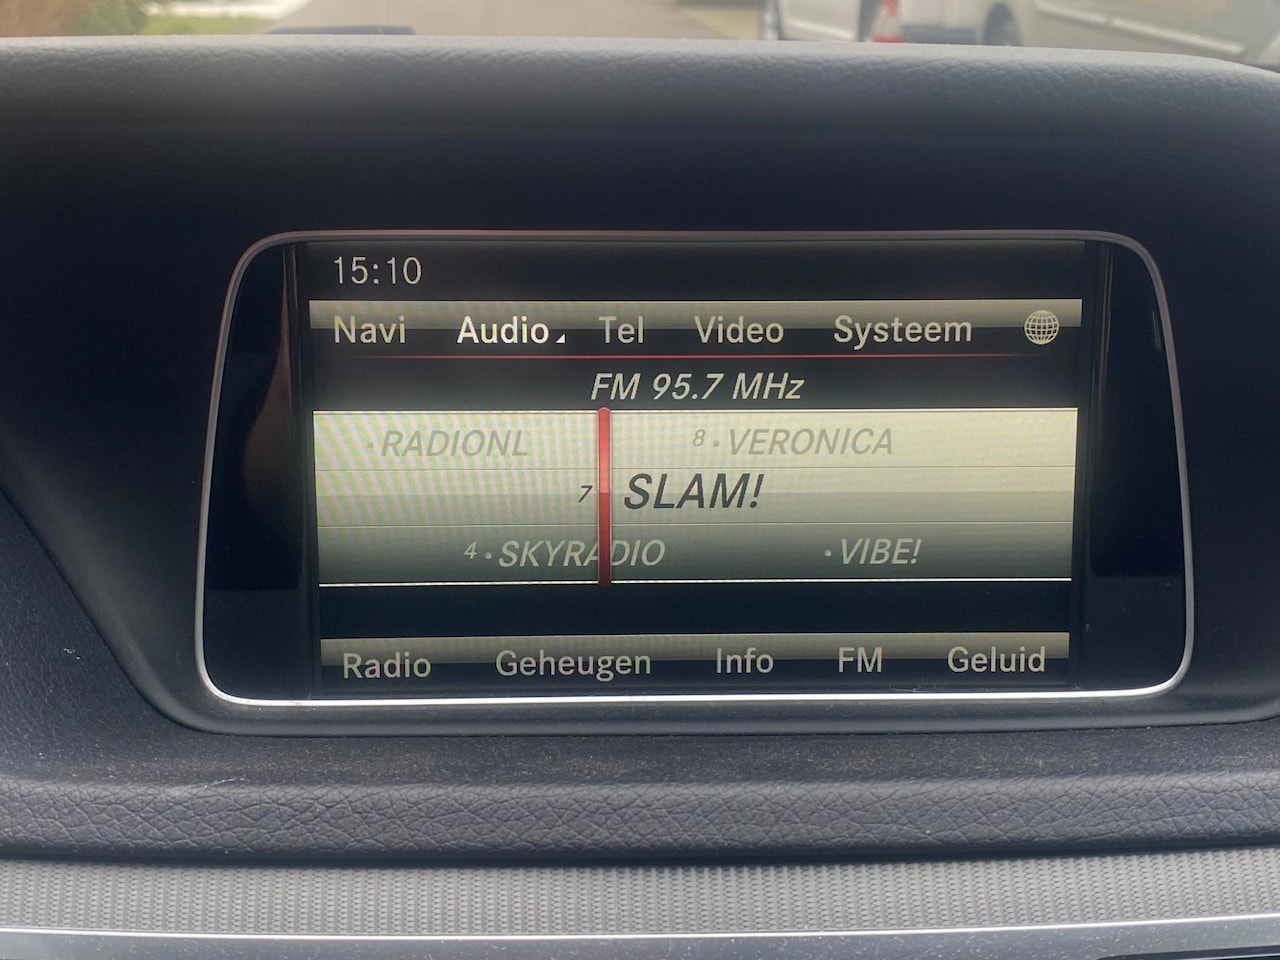 15:10
Navi Audio Tel Video Systeem
FM 95.7 MHz
· RADIONL 8 · VERONICA
7 SLAM!
4 · SKYRADIO · VIBE!
Radio Geheugen Info FM Geluid